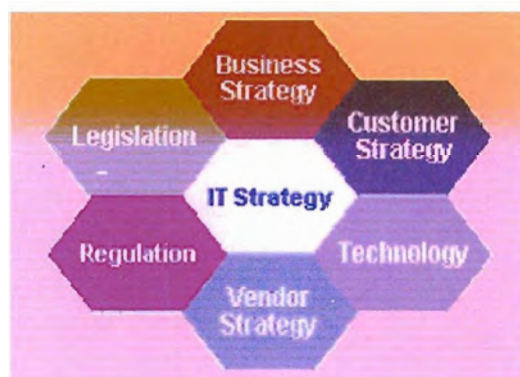 Business
Strategy
Legislation
Customer
Strategy
IT Strategy
Regulation
Technology
Vendor
Strategy